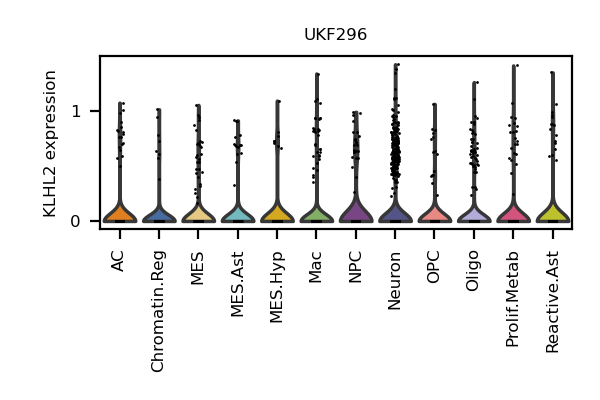 UKF296
KLHL2 expression
1
0
AC
Chromatin.Reg
MES
MES.Ast
MES.Hyp
Mac
NPC
Neuron
OPC
Oligo
Prolif.Metab
Reactive.Ast